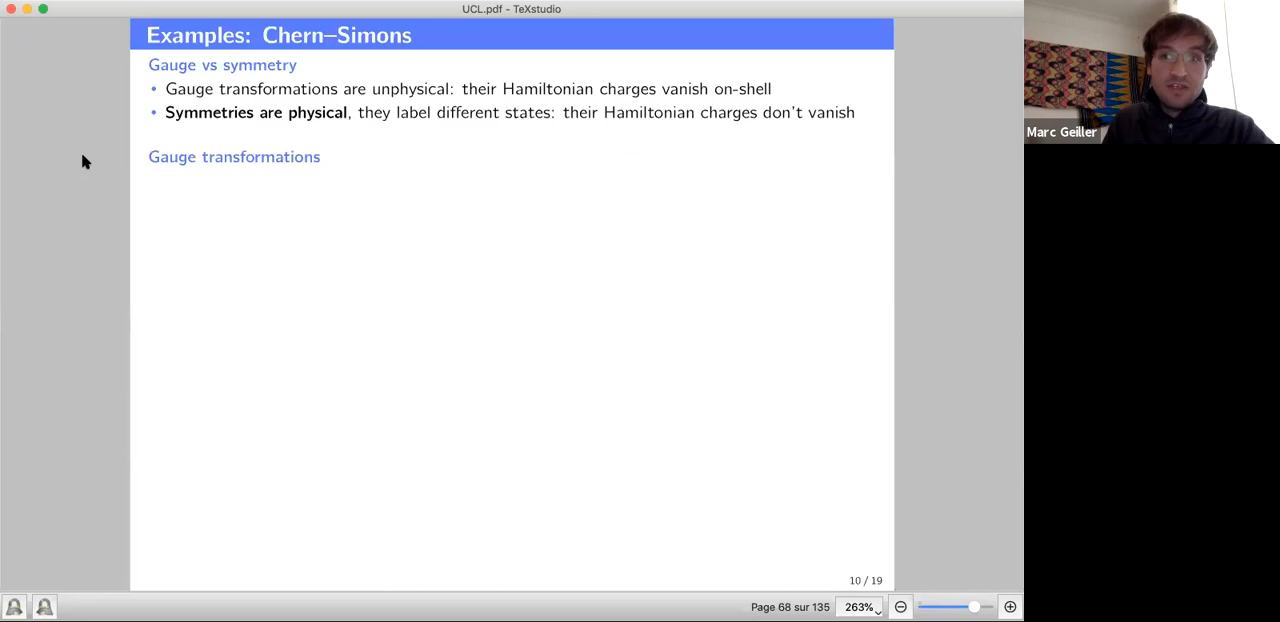 UCL.pdf - TeXstudio
Examples: Chern–Simons
Gauge vs symmetry
• Gauge transformations are unphysical: their Hamiltonian charges vanish on-shell
• Symmetries are physical, they label different states: their Hamiltonian charges don't vanish
Gauge transformations
10 / 19
Page 68 sur 135
263%
Marc Geiller